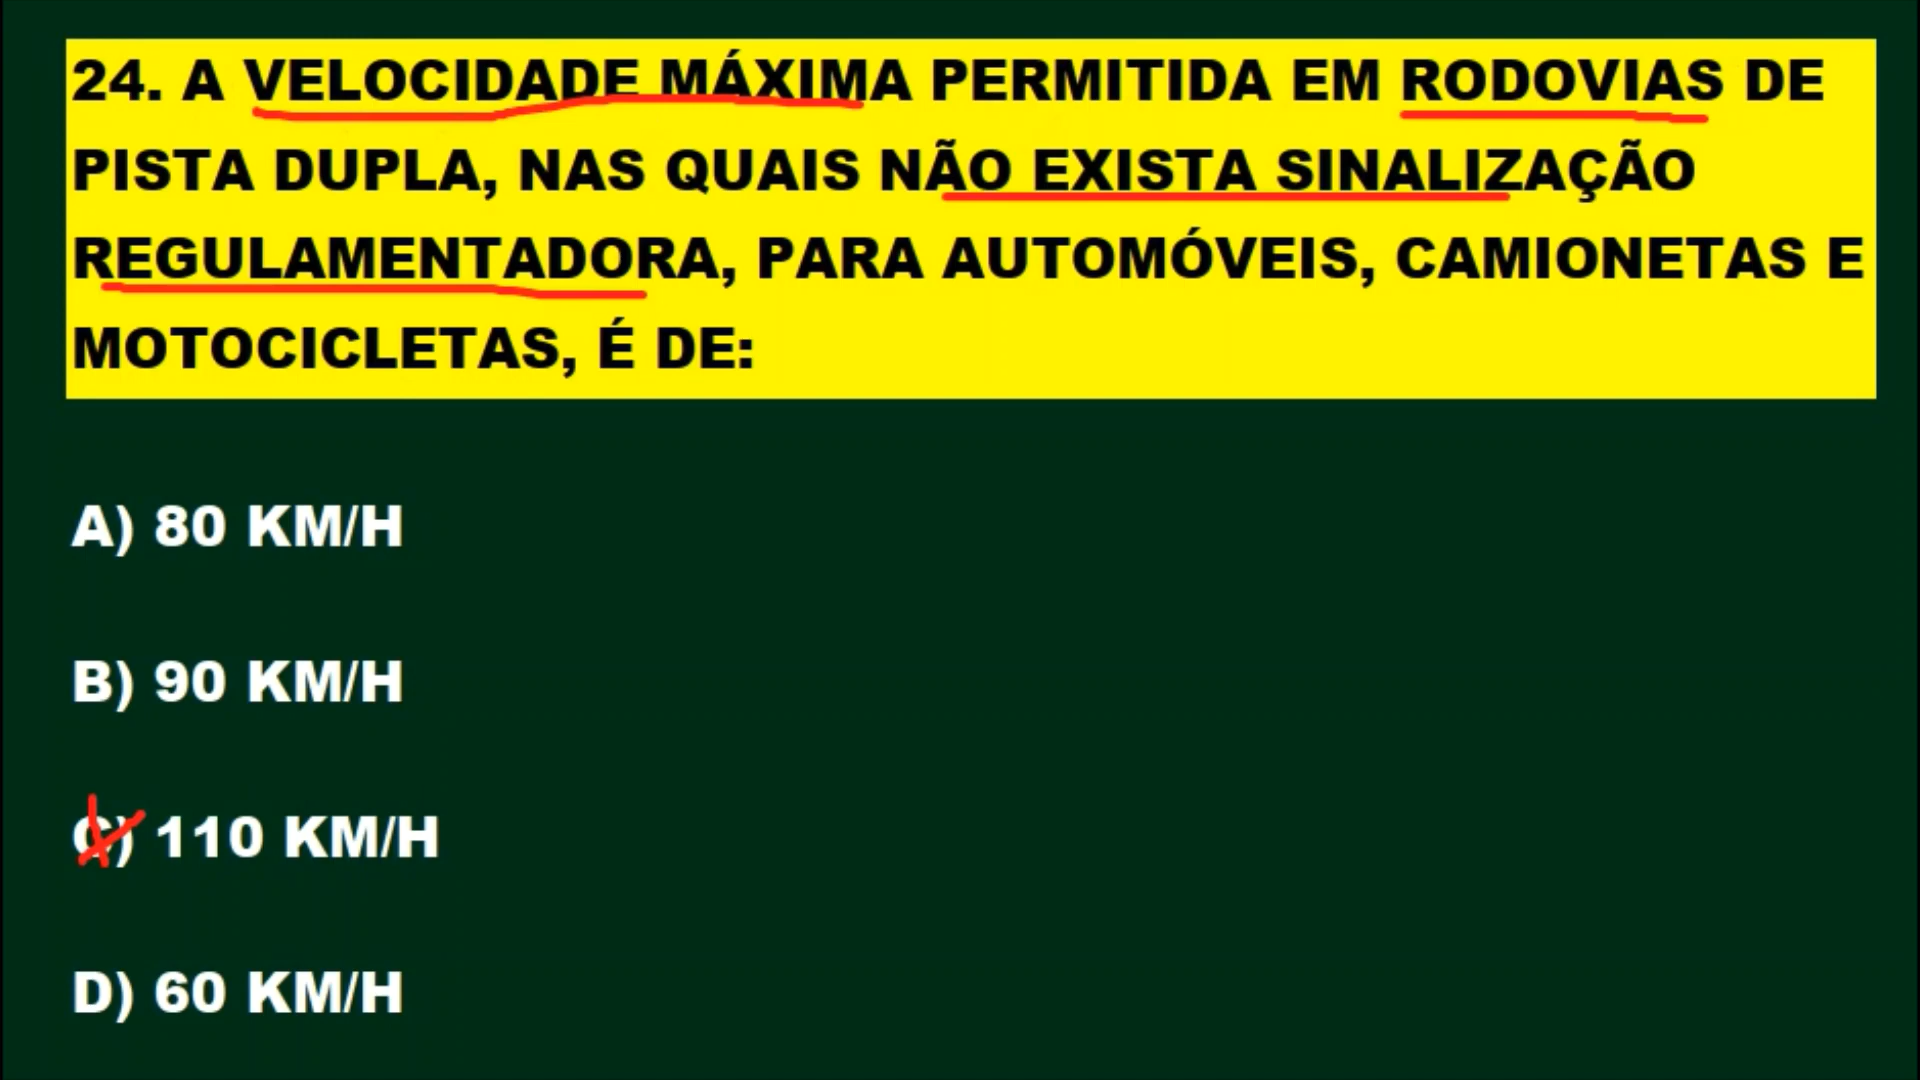 24. A VELOCIDADE MÁXIMA PERMITIDA EM RODOVIAS DE
PISTA DUPLA, NAS QUAIS NÃO EXISTA SINALIZAÇÃO
REGULAMENTADORA, PARA AUTOMÓVEIS, CAMIONETAS E
MOTOCICLETAS, É DE:
A) 80 KM/H
B) 90 KM/H
C) 110 KM/H
D) 60 KM/H